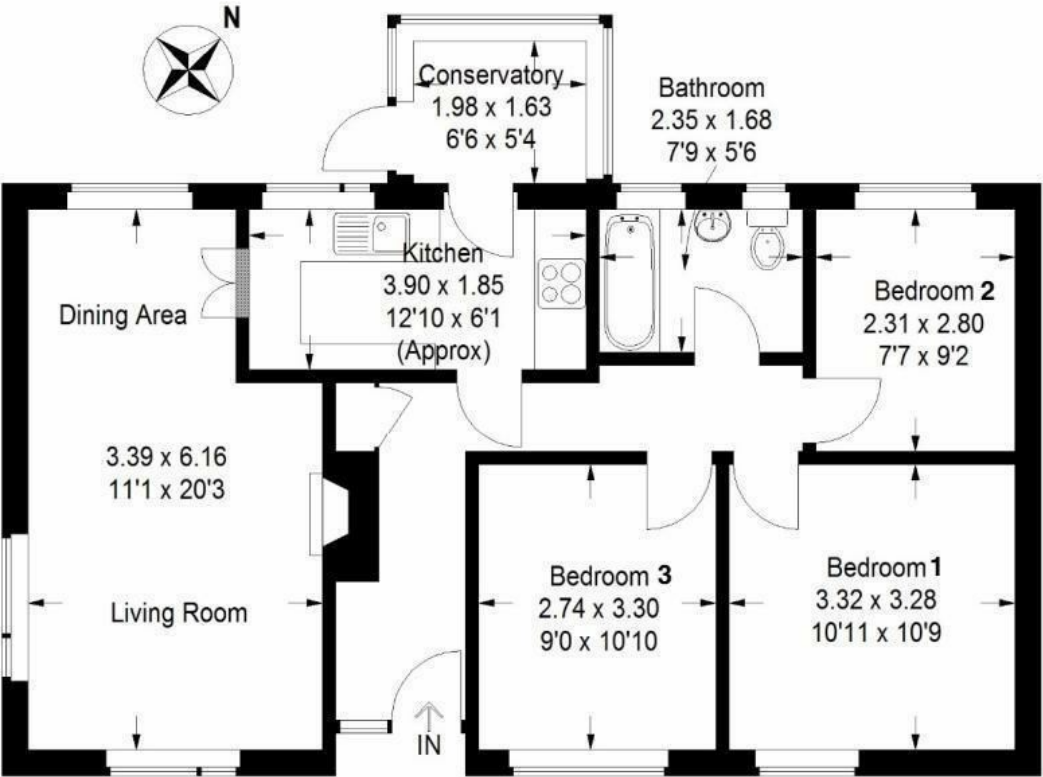 N
Conservatory
1.98 x 1.63
6'6 x 5'4
Bathroom
2.35 x 1.68
7'9 x 5'6
Kitchen
3.90 x 1.85
12'10 x 6'1
(Approx)
Dining Area
Bedroom 2
2.31 x 2.80
7'7 x 9'2
3.39 x 6.16
11'1 x 20'3
Living Room
Bedroom 3
2.74 x 3.30
9'0 x 10'10
Bedroom 1
3.32 x 3.28
10'11 x 10'9
IN